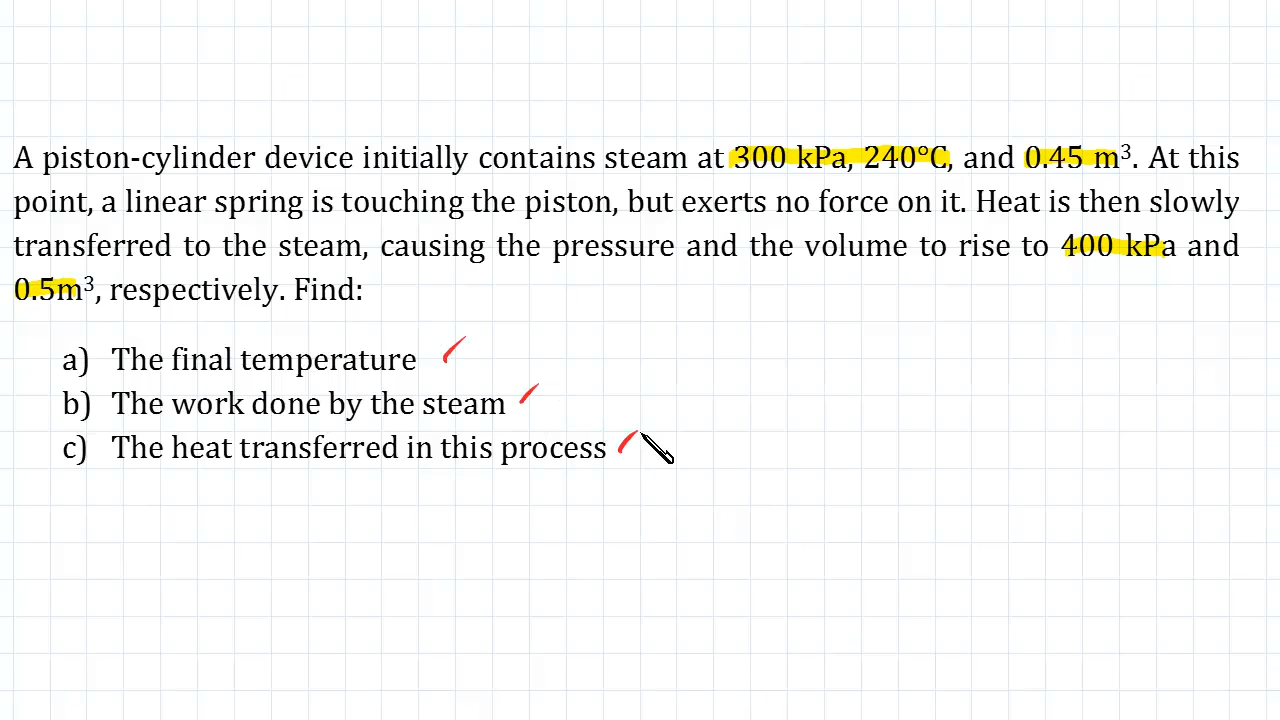 A piston-cylinder device initially contains steam at 300 kPa, 240°C, and 0.45 m³. At this
point, a linear spring is touching the piston, but exerts no force on it. Heat is then slowly
transferred to the steam, causing the pressure and the volume to rise to 400 kPa and
0.5m³, respectively. Find:
a) The final temperature
b) The work done by the steam
c) The heat transferred in this process